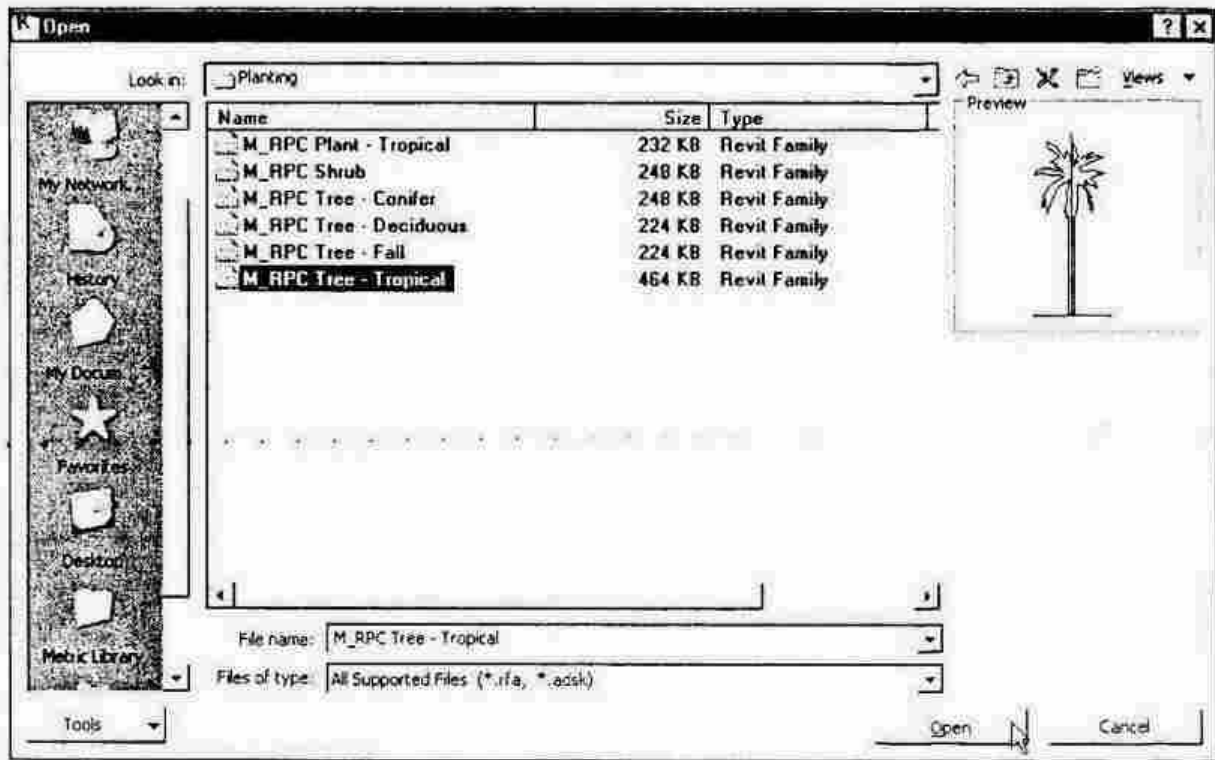 Open
Look in: Planting
Views
Preview
Name Size Type
M_RPC Plant - Tropical 232 KB Revit Family
M_RPC Shrub 248 KB Revit Family
M_RPC Tree - Conifer 248 KB Revit Family
M_RPC Tree - Deciduous 224 KB Revit Family
M_RPC Tree - Fall 224 KB Revit Family
M_RPC Tree - Tropical 464 KB Revit Family
My Network...
History
My Docum...
Favorites
Desktop
Metric Library
File name: M_RPC Tree - Tropical
Files of type: All Supported Files (*.rfa, *.adsk)
Tools
Open
Cancel